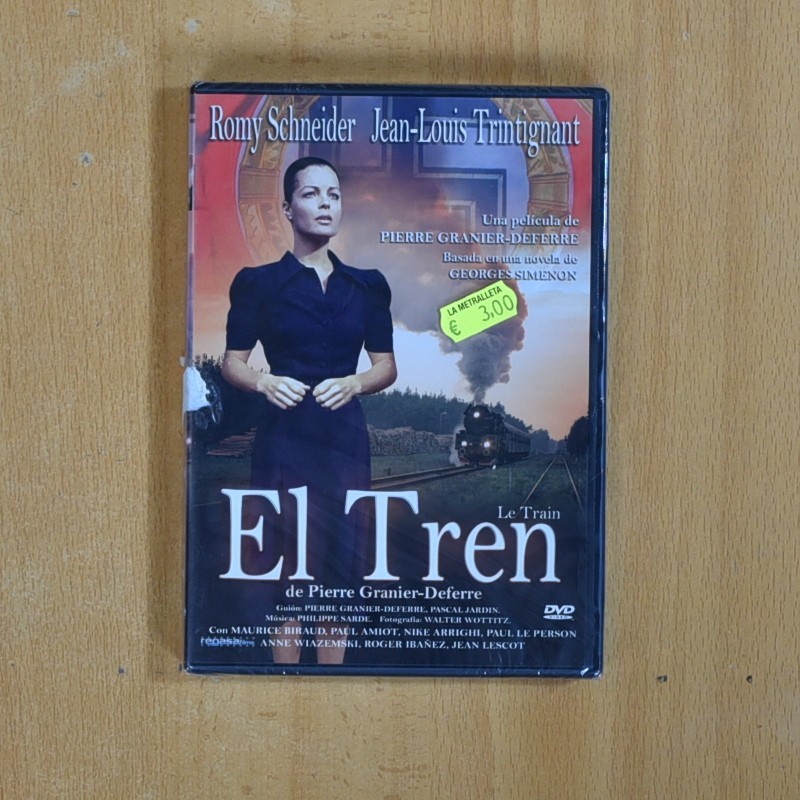 Romy Schneider Jean-Louis Trintignant
Una película de
PIERRE GRANIER-DEFERRE
Basada en una novela de
GEORGES SIMENON
LA METRALLETA
€ 3,00
El Tren
Le Train
de Pierre Granier-Deferre
Guión: PIERRE GRANIER-DEFERRE, PASCAL JARDIN.
Música: PHILIPPE SARDE. Fotografía: WALTER WOTTITZ.
DVD
VIDEO
Con MAURICE BIRAUD, PAUL AMIOT, NIKE ARRIGHI, PAUL LE PERSON
ANNE WIAZEMSKI, ROGER IBAÑEZ, JEAN LESCOT
regasa